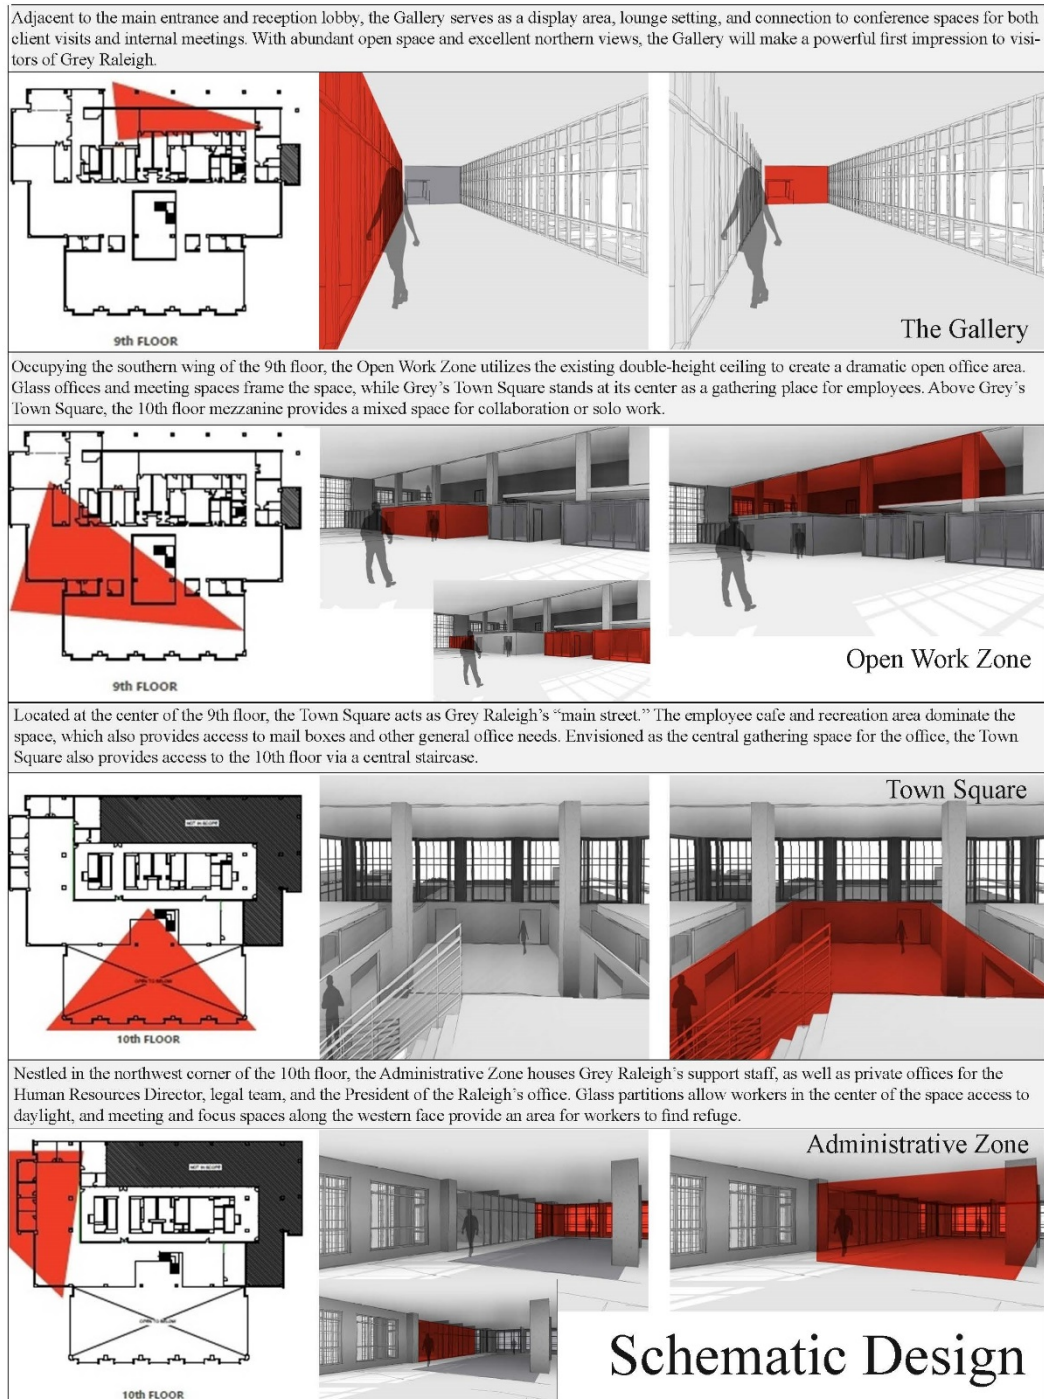 Adjacent to the main entrance and reception lobby, the Gallery serves as a display area, lounge setting, and connection to conference spaces for both
client visits and internal meetings. With abundant open space and excellent northern views, the Gallery will make a powerful first impression to visi-
tors of Grey Raleigh.
9th FLOOR
The Gallery
Occupying the southern wing of the 9th floor, the Open Work Zone utilizes the existing double-height ceiling to create a dramatic open office area.
Glass offices and meeting spaces frame the space, while Grey's Town Square stands at its center as a gathering place for employees. Above Grey's
Town Square, the 10th floor mezzanine provides a mixed space for collaboration or solo work.
9th FLOOR
Open Work Zone
Located at the center of the 9th floor, the Town Square acts as Grey Raleigh's “main street.” The employee cafe and recreation area dominate the
space, which also provides access to mail boxes and other general office needs. Envisioned as the central gathering space for the office, the Town
Square also provides access to the 10th floor via a central staircase.
Town Square
NOT IN SCOPE
OPEN TO BELOW
10th FLOOR
Nestled in the northwest corner of the 10th floor, the Administrative Zone houses Grey Raleigh's support staff, as well as private offices for the
Human Resources Director, legal team, and the President of the Raleigh's office. Glass partitions allow workers in the center of the space access to
daylight, and meeting and focus spaces along the western face provide an area for workers to find refuge.
Administrative Zone
NOT IN SCOPE
OPEN TO BELOW
10th FLOOR
Schematic Design